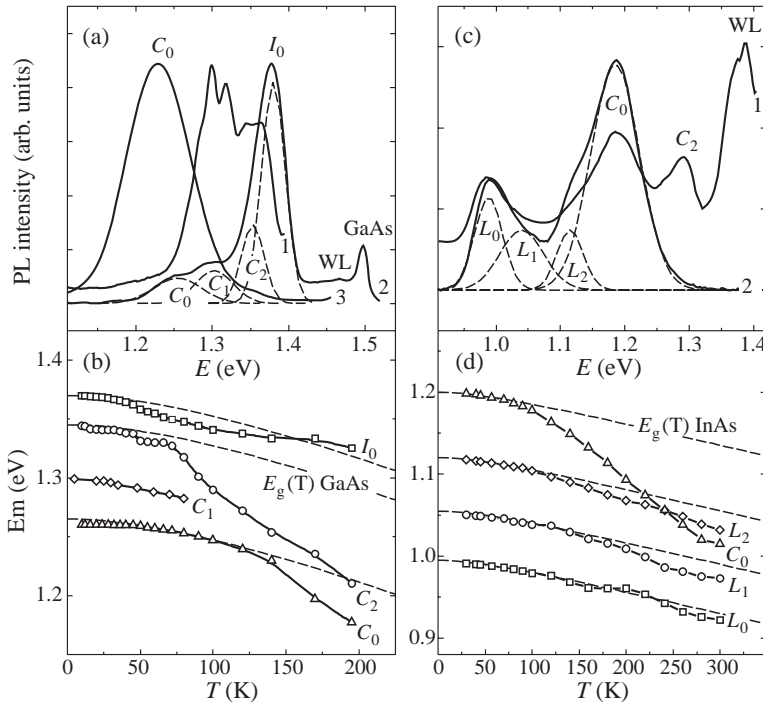 (a)
C0
I0
PL intensity (arb. units)
C0
C1
C2
1
WL
3
GaAs
2
1.2
1.3
1.4
1.5
E (eV)
(c)
WL
1
C0
C2
L0
L1
L2
2
1.0
1.1
1.2
1.3
1.4
E (eV)
(b)
1.4
1.3
1.2
Em (eV)
I0
Eg(T) GaAs
C1
C2
C0
0
50
100
150
200
T (K)
(d)
1.2
1.1
1.0
0.9
Eg(T) InAs
L2
C0
L1
L0
0
50
100
150
200
250
300
T (K)